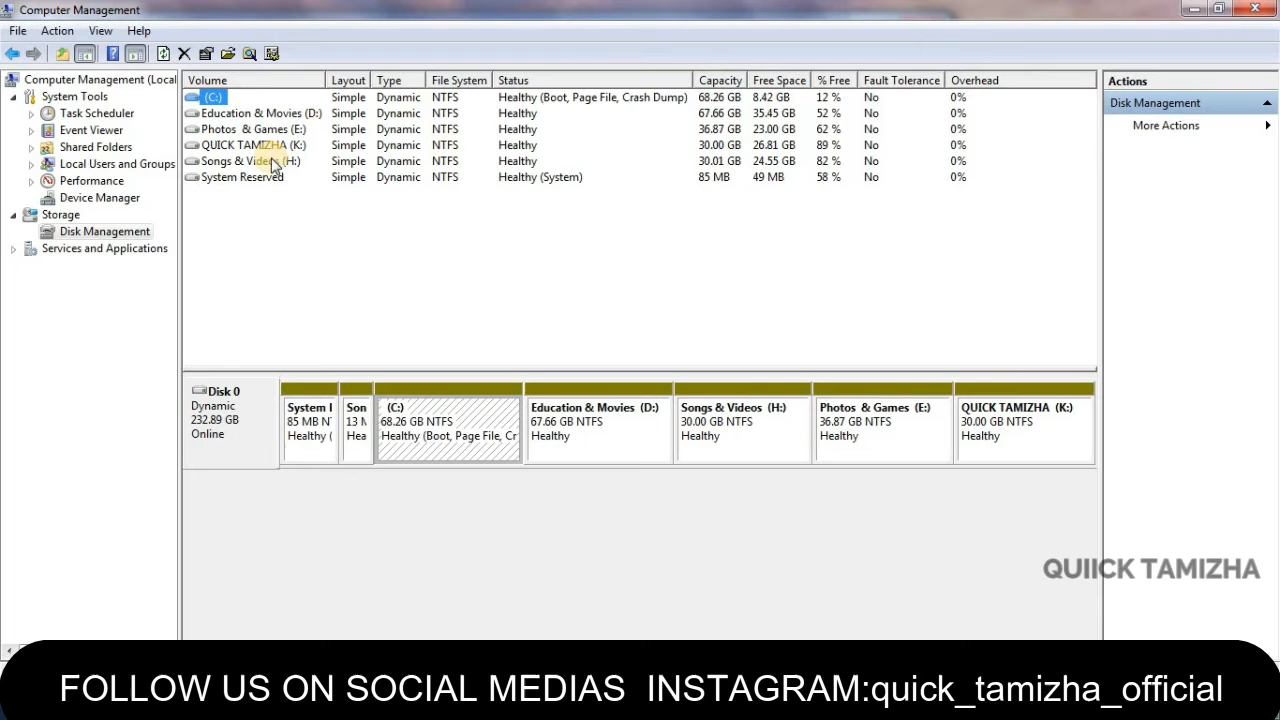 Computer Management
File Action View Help
Computer Management (Local
System Tools
Task Scheduler
Event Viewer
Shared Folders
Local Users and Groups
Performance
Device Manager
Storage
Disk Management
Services and Applications
Volume Layout Type File System Status Capacity Free Space % Free Fault Tolerance Overhead
(C:) Simple Dynamic NTFS Healthy (Boot, Page File, Crash Dump) 68.26 GB 8.42 GB 12 % No 0%
Education & Movies (D:) Simple Dynamic NTFS Healthy 67.66 GB 35.45 GB 52 % No 0%
Photos & Games (E:) Simple Dynamic NTFS Healthy 36.87 GB 23.00 GB 62 % No 0%
QUICK TAMIZHA (K:) Simple Dynamic NTFS Healthy 30.00 GB 26.81 GB 89 % No 0%
Songs & Videos (H:) Simple Dynamic NTFS Healthy 30.01 GB 24.55 GB 82 % No 0%
System Reserved Simple Dynamic NTFS Healthy (System) 85 MB 49 MB 58 % No 0%
Actions
Disk Management
More Actions
Disk 0
Dynamic
232.89 GB
Online
System I
85 MB N
Healthy (
Son
13 N
Hea
(C:)
68.26 GB NTFS
Healthy (Boot, Page File, Cr
Education & Movies (D:)
67.66 GB NTFS
Healthy
Songs & Videos (H:)
30.00 GB NTFS
Healthy
Photos & Games (E:)
36.87 GB NTFS
Healthy
QUICK TAMIZHA (K:)
30.00 GB NTFS
Healthy
QUIICK TAMIZHA
FOLLOW US ON SOCIAL MEDIAS INSTAGRAM:quick_tamizha_official